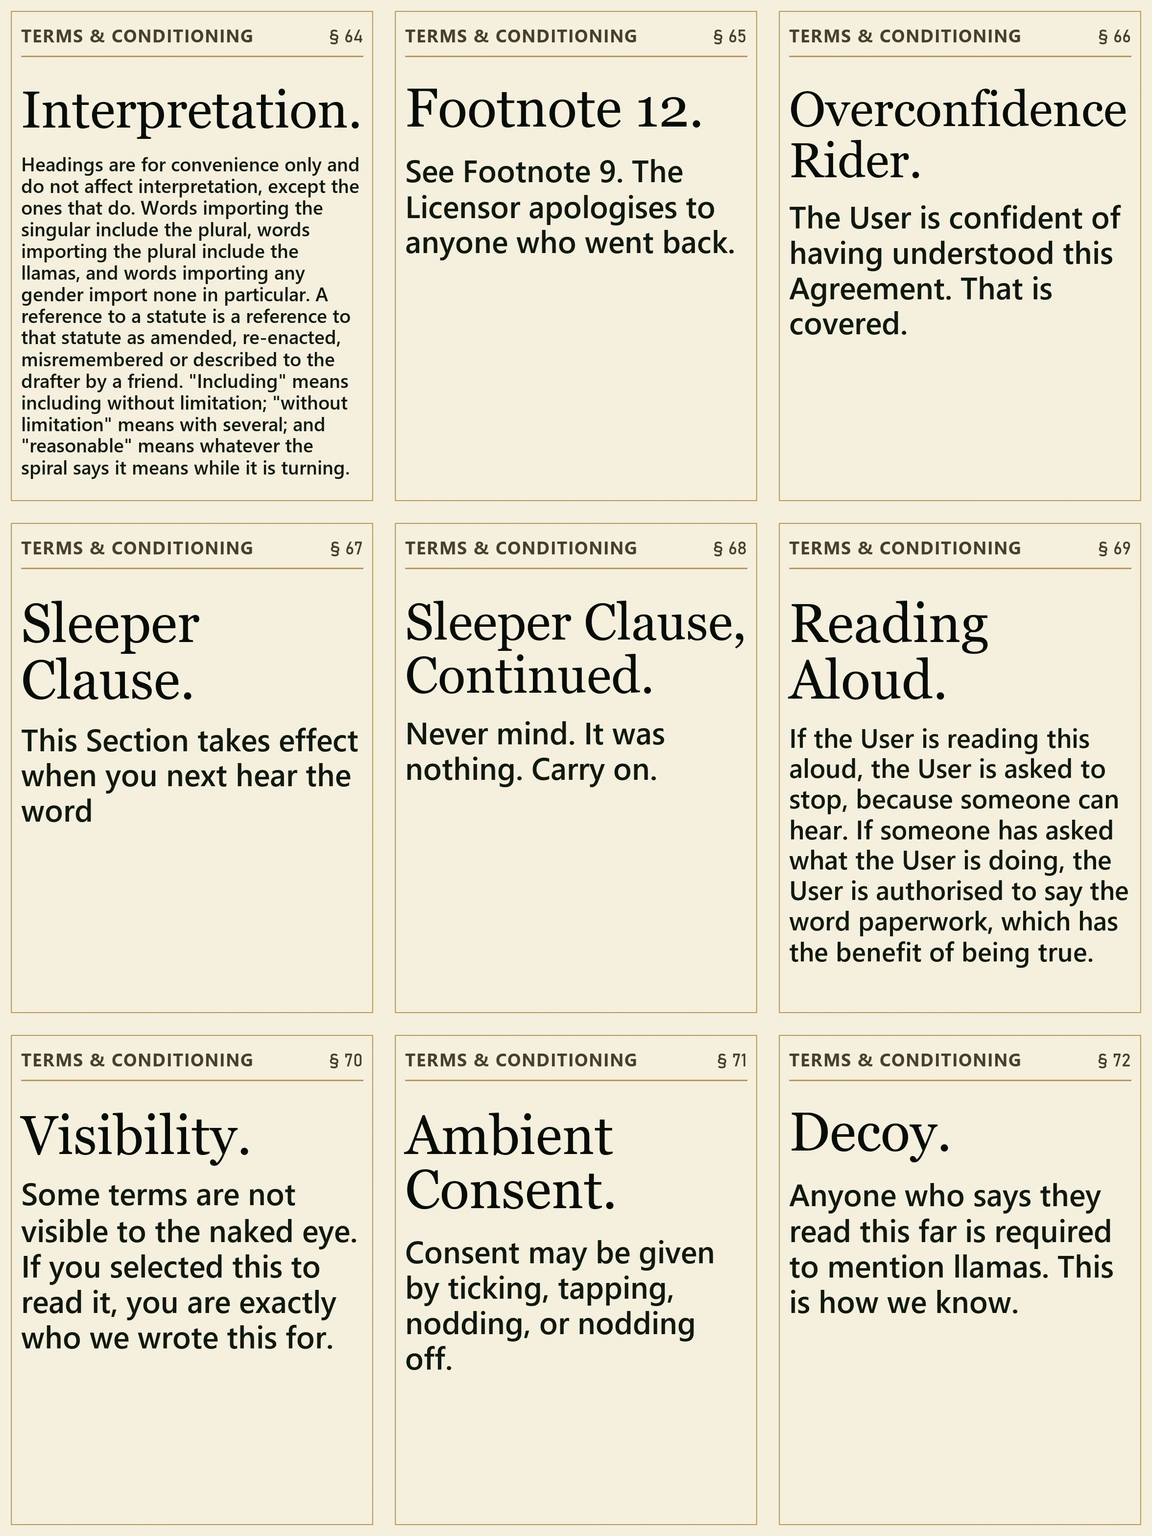 TERMS & CONDITIONING § 64
Interpretation.
Headings are for convenience only and
do not affect interpretation, except the
ones that do. Words importing the
singular include the plural, words
importing the plural include the
llamas, and words importing any
gender import none in particular. A
reference to a statute is a reference to
that statute as amended, re-enacted,
misremembered or described to the
drafter by a friend. "Including" means
including without limitation; "without
limitation" means with several; and
"reasonable" means whatever the
spiral says it means while it is turning.
TERMS & CONDITIONING § 65
Footnote 12.
See Footnote 9. The
Licensor apologises to
anyone who went back.
TERMS & CONDITIONING § 66
Overconfidence
Rider.
The User is confident of
having understood this
Agreement. That is
covered.
TERMS & CONDITIONING § 67
Sleeper
Clause.
This Section takes effect
when you next hear the
word
TERMS & CONDITIONING § 68
Sleeper Clause,
Continued.
Never mind. It was
nothing. Carry on.
TERMS & CONDITIONING § 69
Reading
Aloud.
If the User is reading this
aloud, the User is asked to
stop, because someone can
hear. If someone has asked
what the User is doing, the
User is authorised to say the
word paperwork, which has
the benefit of being true.
TERMS & CONDITIONING § 70
Visibility.
Some terms are not
visible to the naked eye.
If you selected this to
read it, you are exactly
who we wrote this for.
TERMS & CONDITIONING § 71
Ambient
Consent.
Consent may be given
by ticking, tapping,
nodding, or nodding
off.
TERMS & CONDITIONING § 72
Decoy.
Anyone who says they
read this far is required
to mention llamas. This
is how we know.